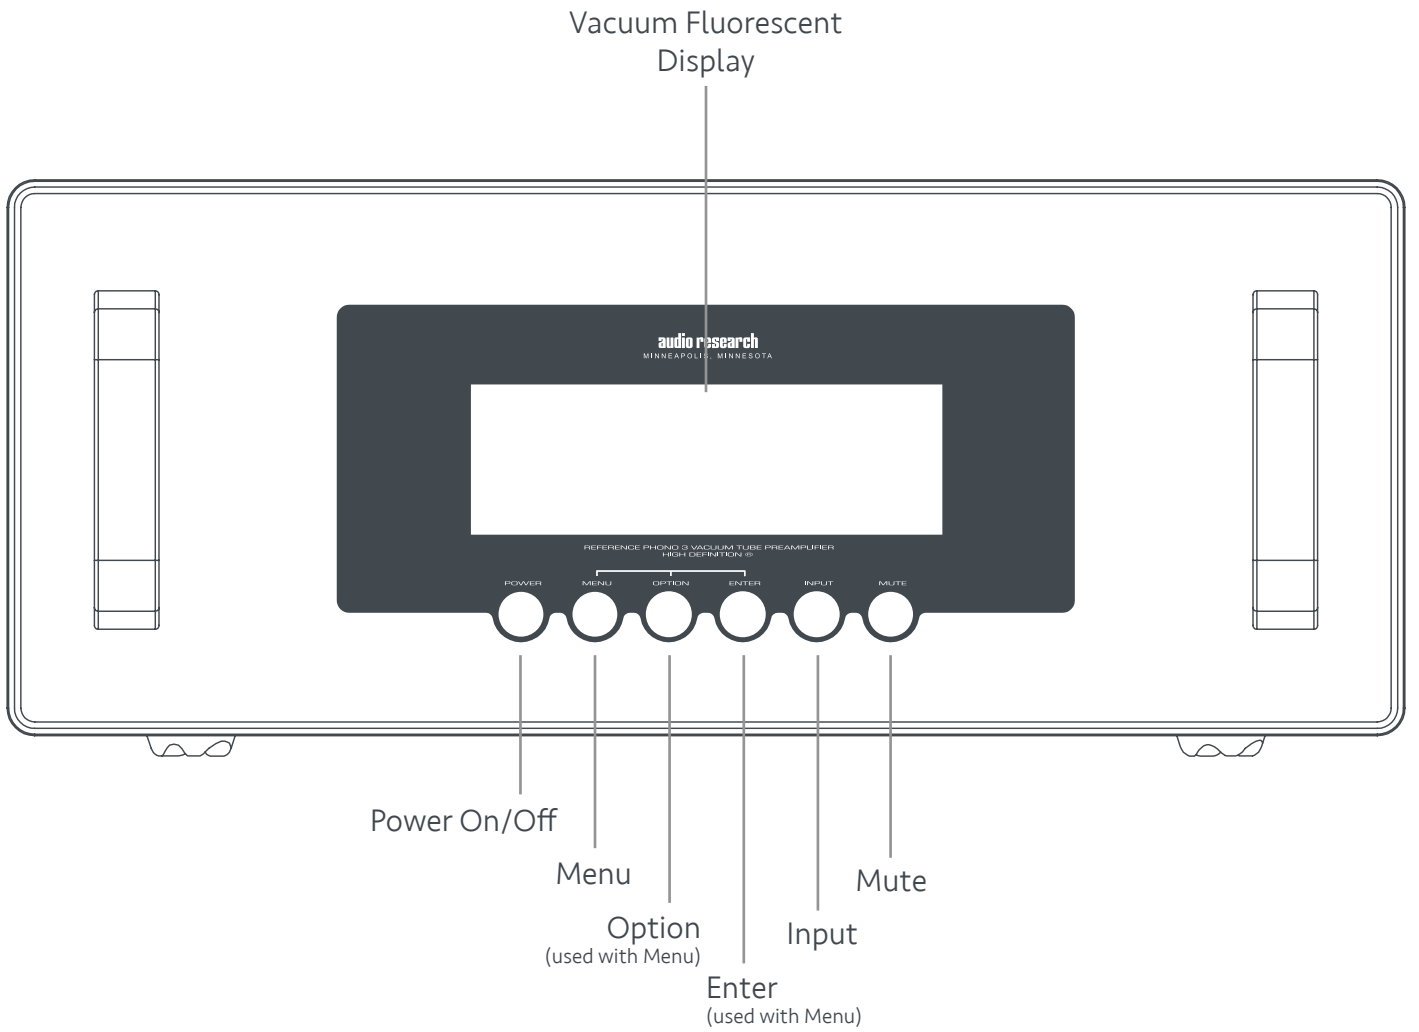 Vacuum Fluorescent
Display
audio research
MINNEAPOLIS, MINNESOTA
REFERENCE PHONO 3 VACUUM TUBE PREAMPLIFIER
HIGH DEFINITION ®
POWER MENU OPTION ENTER INPUT MUTE
Power On/Off
Menu
Mute
Option
(used with Menu)
Input
Enter
(used with Menu)